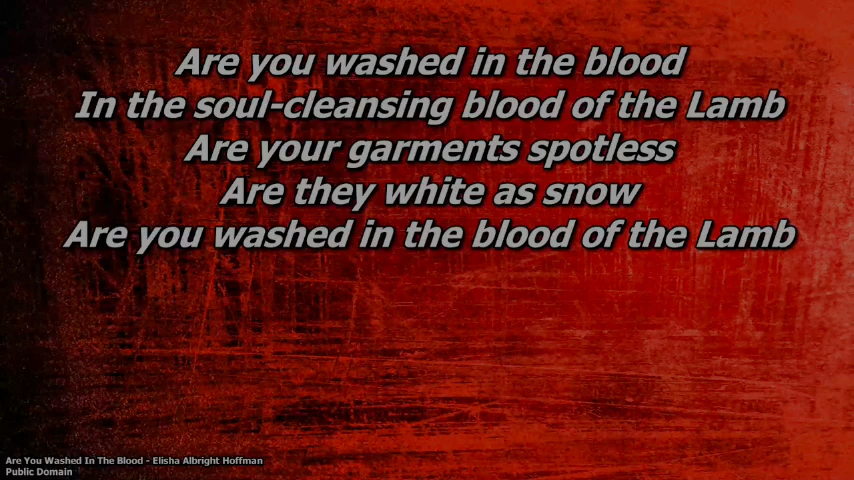 Are you washed in the blood
In the soul-cleansing blood of the Lamb
Are your garments spotless
Are they white as snow
Are you washed in the blood of the Lamb
Are You Washed In The Blood - Elisha Albright Hoffman
Public Domain